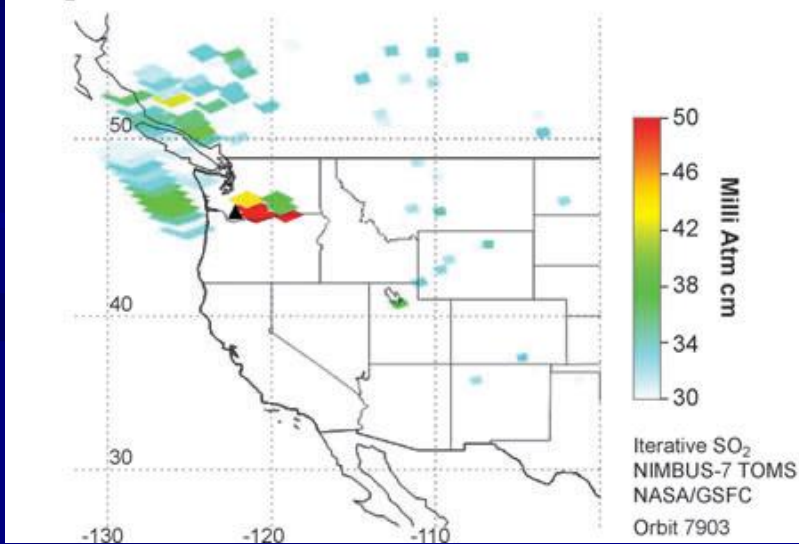 50
40
30
-130
-120
-110
50
46
42
38
34
30
Milli Atm cm
Iterative SO2
NIMBUS-7 TOMS
NASA/GSFC
Orbit 7903